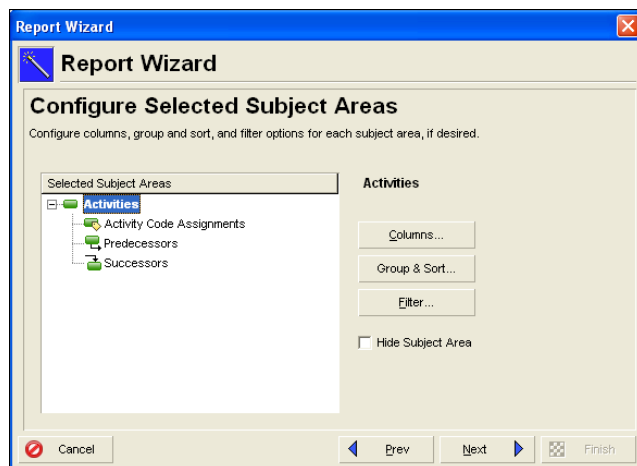 Report Wizard
Report Wizard
Configure Selected Subject Areas
Configure columns, group and sort, and filter options for each subject area, if desired.
Selected Subject Areas
Activities
Activity Code Assignments
Predecessors
Successors
Activities
Columns...
Group & Sort...
Filter...
Hide Subject Area
Cancel
Prev
Next
Finish